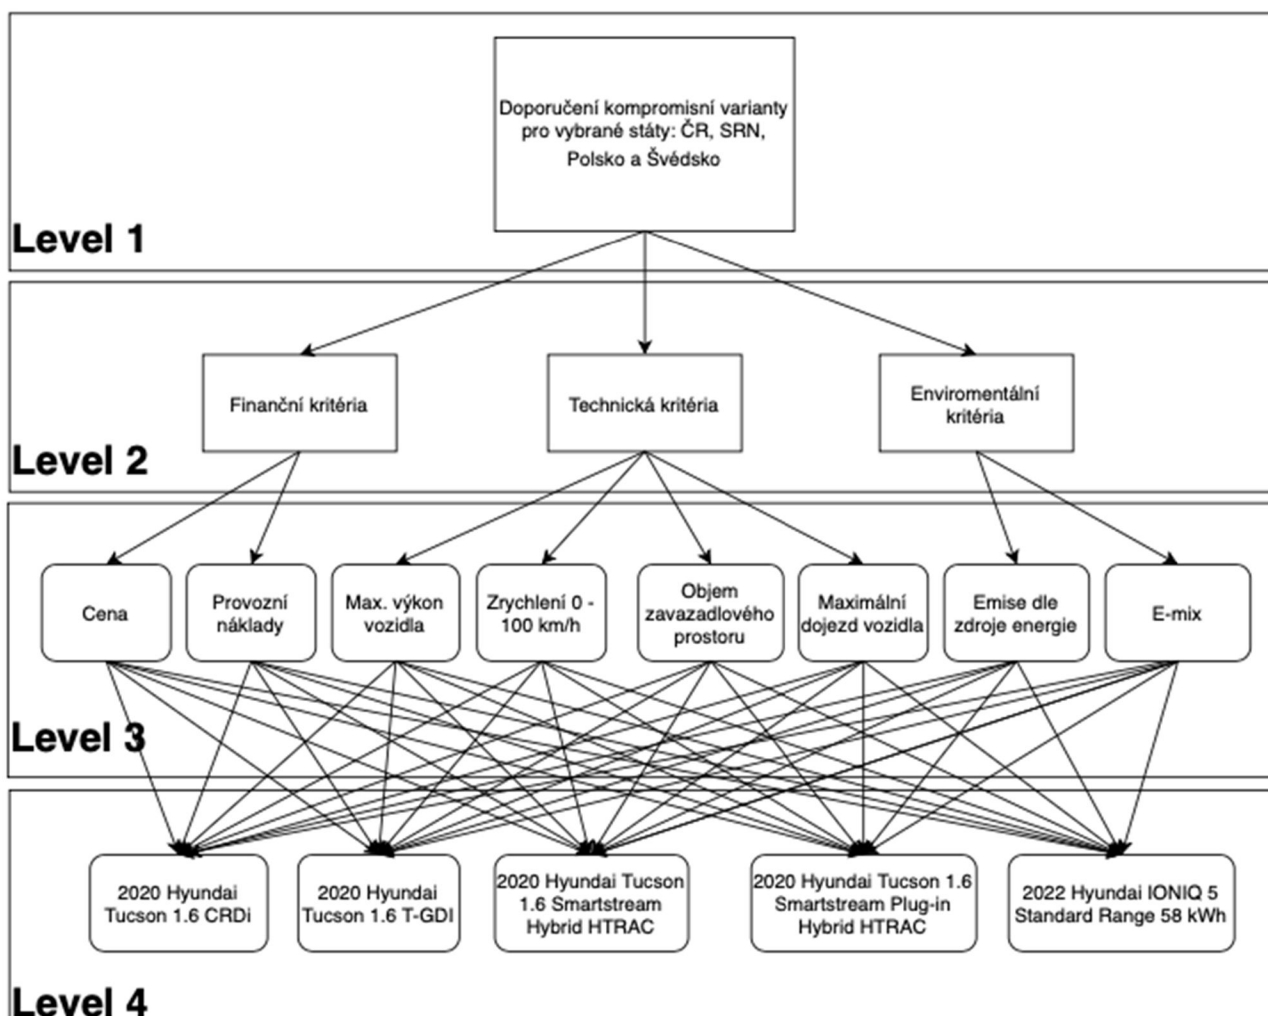 Doporučení kompromisní varianty
pro vybrané státy: ČR, SRN,
Polsko a Švédsko
Level 1
Finanční kritéria
Technická kritéria
Enviromentální
kritéria
Level 2
Cena
Provozní
náklady
Max. výkon
vozidla
Zrychlení 0 -
100 km/h
Objem
zavazadlového
prostoru
Maximální
dojezd vozidla
Emise dle
zdroje energie
E-mix
Level 3
2020 Hyundai
Tucson 1.6 CRDi
2020 Hyundai
Tucson 1.6 T-GDI
2020 Hyundai Tucson
1.6 Smartstream
Hybrid HTRAC
2020 Hyundai Tucson 1.6
Smartstream Plug-in
Hybrid HTRAC
2022 Hyundai IONIQ 5
Standard Range 58 kWh
Level 4